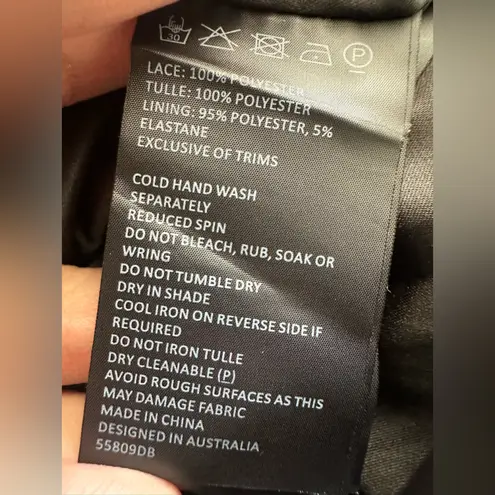 30
P
LACE: 100% POLYESTER
TULLE: 100% POLYESTER
LINING: 95% POLYESTER, 5%
ELASTANE
EXCLUSIVE OF TRIMS
COLD HAND WASH
SEPARATELY
REDUCED SPIN
DO NOT BLEACH, RUB, SOAK OR
WRING
DO NOT TUMBLE DRY
DRY IN SHADE
COOL IRON ON REVERSE SIDE IF
REQUIRED
DO NOT IRON TULLE
DRY CLEANABLE (P)
AVOID ROUGH SURFACES AS THIS
MAY DAMAGE FABRIC
MADE IN CHINA
DESIGNED IN AUSTRALIA
55809DB